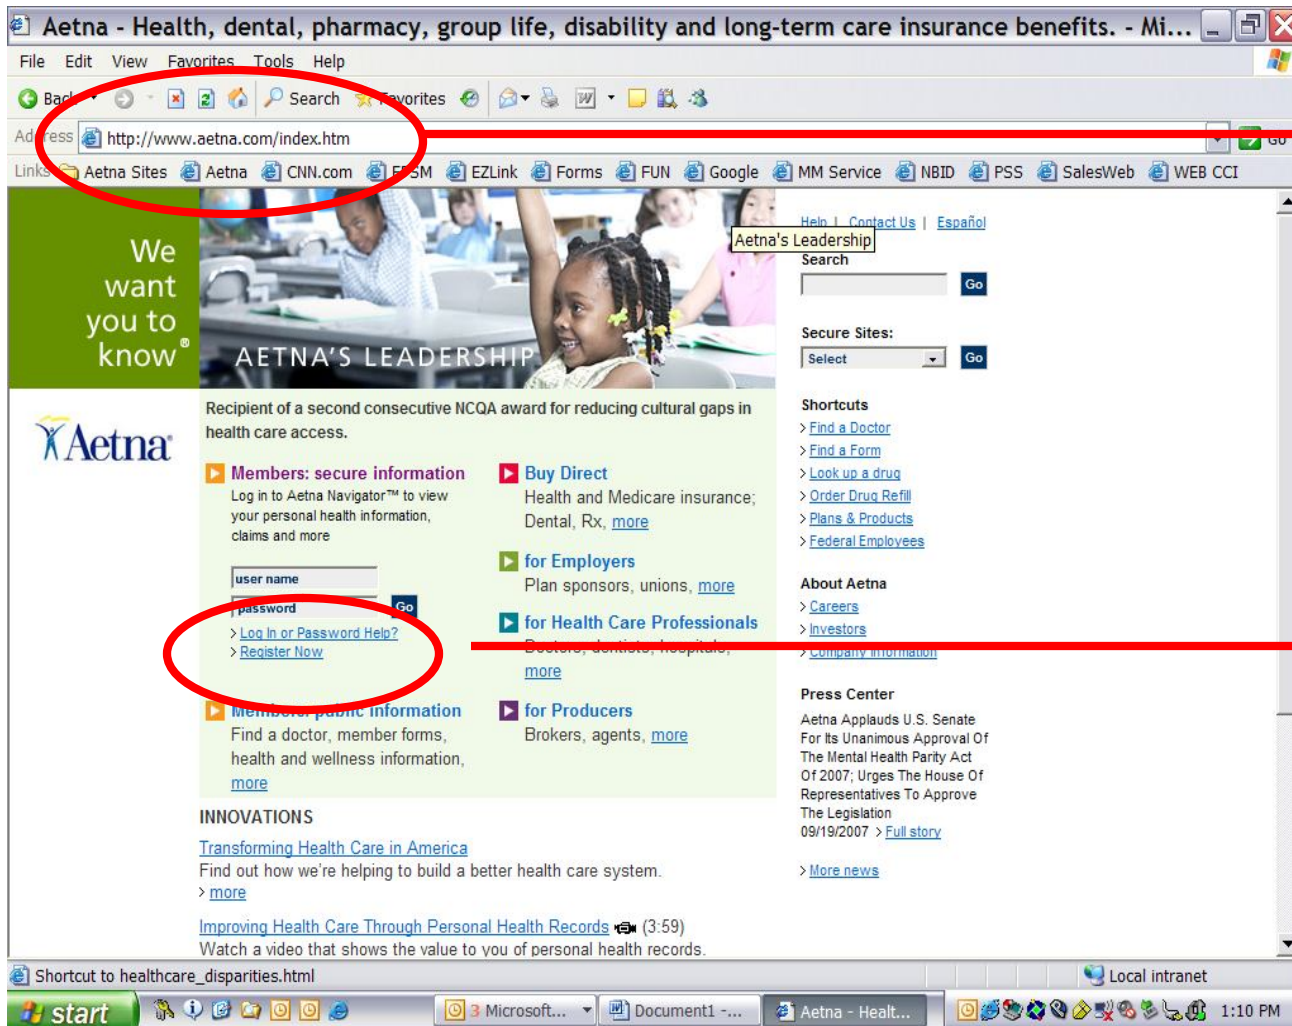 Aetna - Health, dental, pharmacy, group life, disability and long-term care insurance benefits. - Mi...
File Edit View Favorites Tools Help
Back Search Favorites
Address http://www.aetna.com/index.htm Go
Links Aetna Sites Aetna CNN.com EZLink Forms FUN Google MM Service NBID PSS SalesWeb WEB CCI
We
want
you to
know®
AETNA'S LEADERSHIP
Aetna®
Recipient of a second consecutive NCQA award for reducing cultural gaps in
health care access.
Members: secure information
Log in to Aetna Navigator™ to view
your personal health information,
claims and more
user name
password Go
> Log In or Password Help?
> Register Now
Members: public information
Find a doctor, member forms,
health and wellness information,
more
Buy Direct
Health and Medicare insurance;
Dental, Rx, more
for Employers
Plan sponsors, unions, more
for Health Care Professionals
Doctors, dentists, hospitals,
more
for Producers
Brokers, agents, more
INNOVATIONS
Transforming Health Care in America
Find out how we're helping to build a better health care system.
> more
Improving Health Care Through Personal Health Records (3:59)
Watch a video that shows the value to you of personal health records.
Help | Contact Us | Español
Aetna's Leadership
Search
Go
Secure Sites:
Select Go
Shortcuts
> Find a Doctor
> Find a Form
> Look up a drug
> Order Drug Refill
> Plans & Products
> Federal Employees
About Aetna
> Careers
> Investors
> Company Information
Press Center
Aetna Applauds U.S. Senate
For Its Unanimous Approval Of
The Mental Health Parity Act
Of 2007; Urges The House Of
Representatives To Approve
The Legislation
09/19/2007 > Full story
> More news
Shortcut to healthcare_disparities.html Local intranet
start 3 Microsoft... Document1 -... Aetna - Healt... 1:10 PM